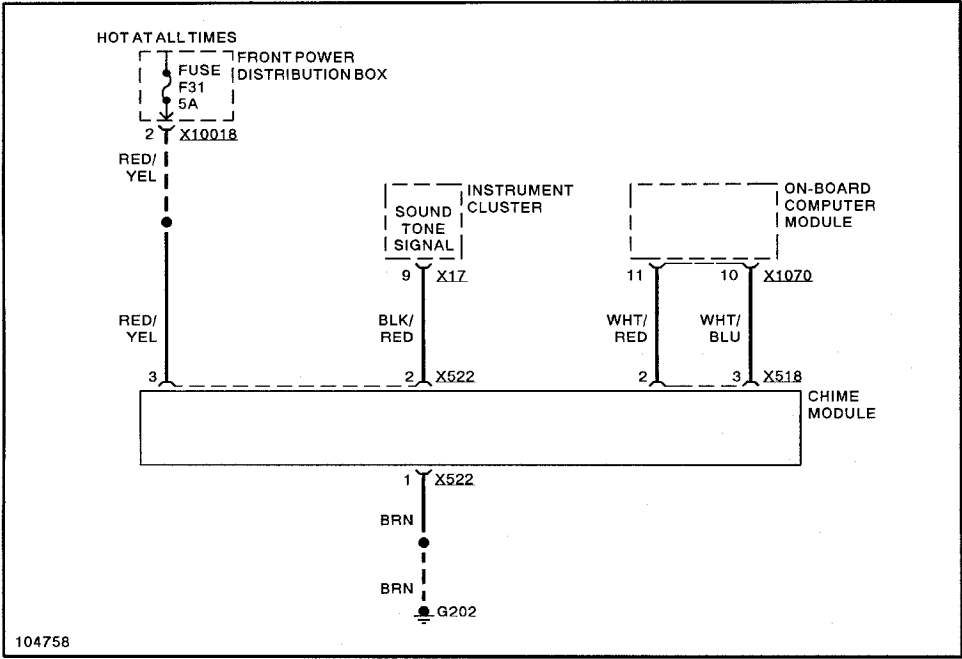 HOT AT ALL TIMES
FRONT POWER
DISTRIBUTION BOX
FUSE
F31
5A
2 X10018
RED/
YEL
INSTRUMENT
CLUSTER
SOUND
TONE
SIGNAL
ON-BOARD
COMPUTER
MODULE
9 X17
11 10 X1070
RED/
YEL
BLK/
RED
WHT/
RED
WHT/
BLU
3 2 X522
2 3 X518
CHIME
MODULE
1 X522
BRN
BRN
G202
104758